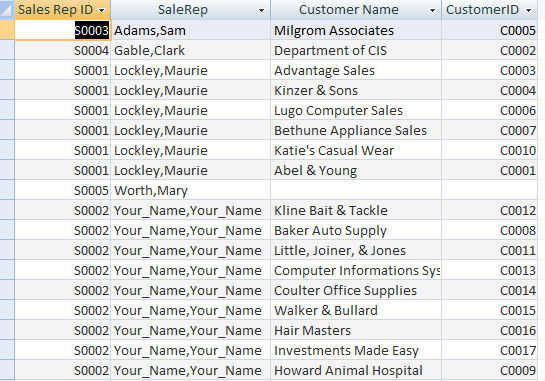 Sales Rep ID SaleRep Customer Name CustomerID
S0003 Adams,Sam Milgrom Associates C0005
S0004 Gable,Clark Department of CIS C0002
S0001 Lockley,Maurie Advantage Sales C0003
S0001 Lockley,Maurie Kinzer & Sons C0004
S0001 Lockley,Maurie Lugo Computer Sales C0006
S0001 Lockley,Maurie Bethune Appliance Sales C0007
S0001 Lockley,Maurie Katie's Casual Wear C0010
S0001 Lockley,Maurie Abel & Young C0001
S0005 Worth,Mary
S0002 Your_Name,Your_Name Kline Bait & Tackle C0012
S0002 Your_Name,Your_Name Baker Auto Supply C0008
S0002 Your_Name,Your_Name Little, Joiner, & Jones C0011
S0002 Your_Name,Your_Name Computer Informations Sys C0013
S0002 Your_Name,Your_Name Coulter Office Supplies C0014
S0002 Your_Name,Your_Name Walker & Bullard C0015
S0002 Your_Name,Your_Name Hair Masters C0016
S0002 Your_Name,Your_Name Investments Made Easy C0017
S0002 Your_Name,Your_Name Howard Animal Hospital C0009